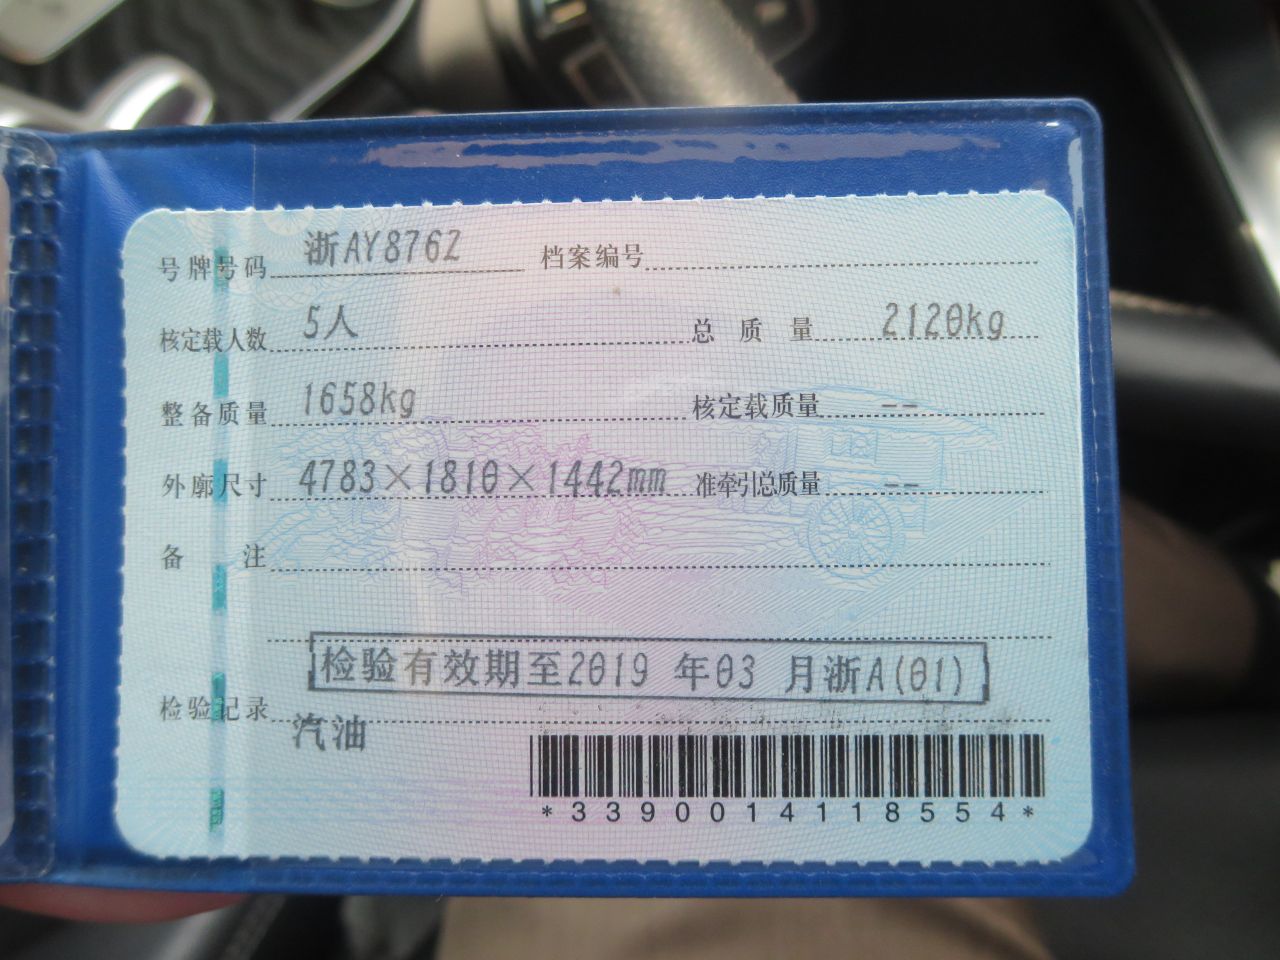 号牌号码 浙AY876Z 档案编号
核定载人数 5人 总质量 2120kg
整备质量 1658kg 核定载质量 --
外廓尺寸 4783×1810×1442mm 准牵引总质量 --
备注
检验有效期至2019 年03 月浙A(01)
检验记录
汽油
*3390014118554*